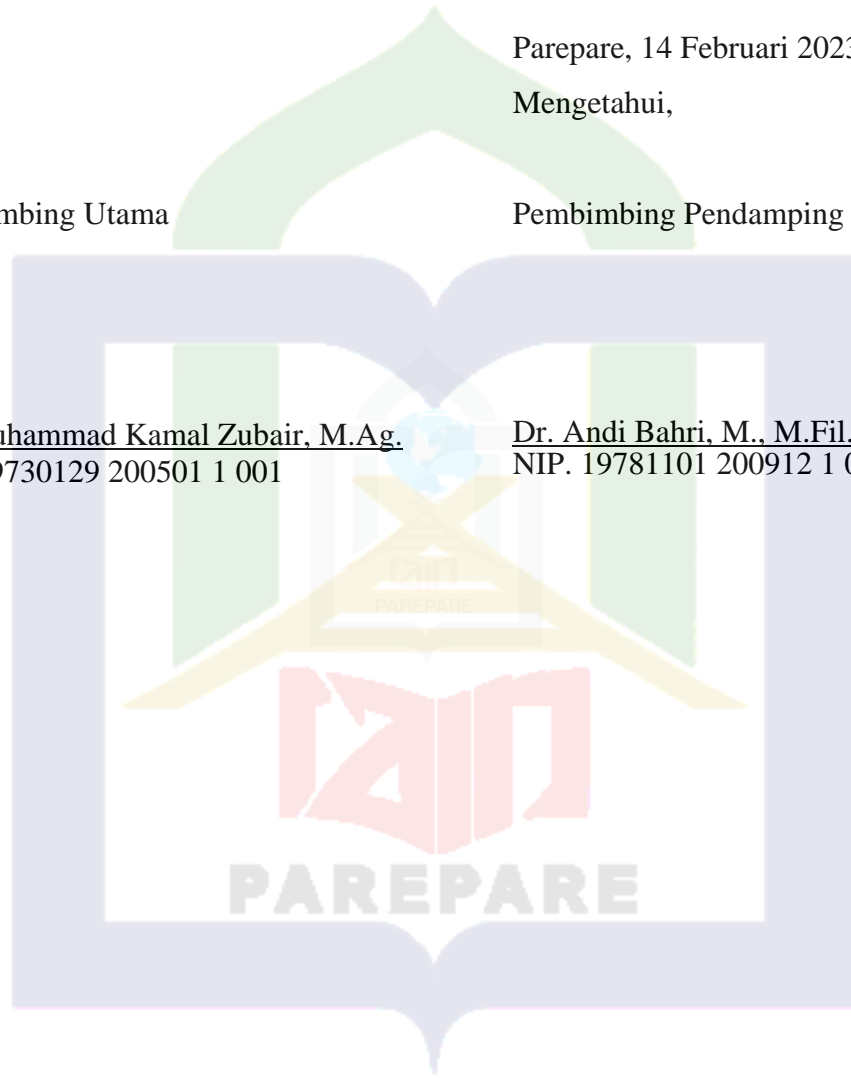 Parepare, 14 Februari 2023
Mengetahui,
mbing Utama
Pembimbing Pendamping
uhammad Kamal Zubair, M.Ag.
9730129 200501 1 001
Dr. Andi Bahri, M., M.Fil.
NIP. 19781101 200912 1 0
PAREPARE
PAREPARE